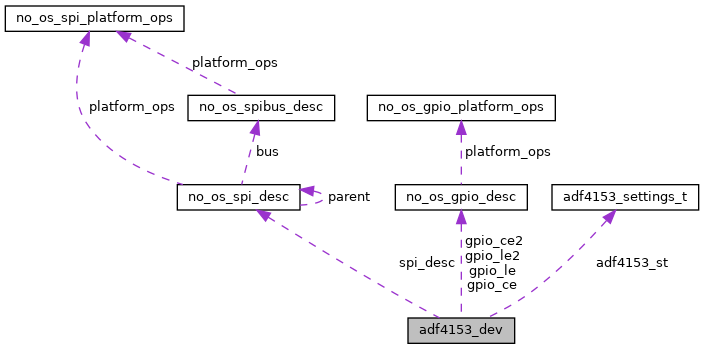 no_os_spi_platform_ops
platform_ops
no_os_spibus_desc
no_os_gpio_platform_ops
platform_ops
bus
platform_ops
no_os_spi_desc
parent
no_os_gpio_desc
adf4153_settings_t
gpio_ce2
gpio_le2
gpio_le
gpio_ce
spi_desc
adf4153_st
adf4153_dev